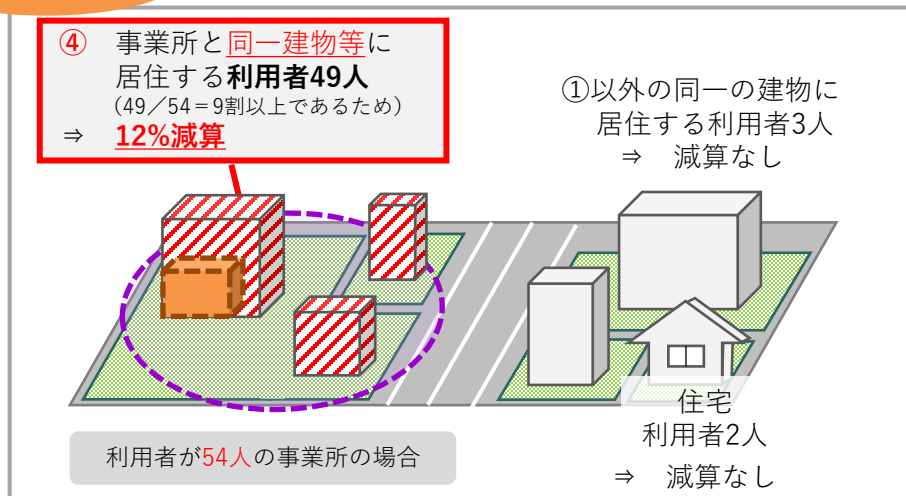 ④ 事業所と同一建物等に
居住する利用者49人
（49／54＝9割以上であるため）
⇒ 12%減算
①以外の同一の建物に
居住する利用者3人
⇒ 減算なし
住宅
利用者2人
⇒ 減算なし
利用者が54人の事業所の場合